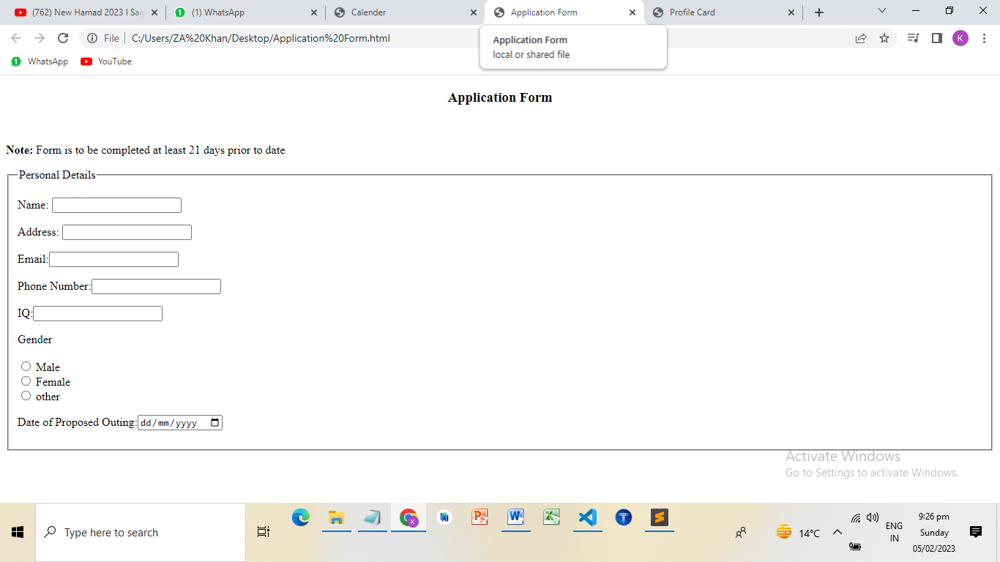 (762) New Hamad 2023 I Saiy
(1) WhatsApp
Calender
Application Form
Profile Card
File
C:/Users/ZA%20Khan/Desktop/Application%20Form.html
K
Application Form
local or shared file
1 WhatsApp
YouTube
Application Form
Note: Form is to be completed at least 21 days prior to date
Personal Details
Name:
Address:
Email:
Phone Number:
IQ:
Gender
Male
Female
other
Date of Proposed Outing: dd/mm/yyyy
Activate Windows
Go to Settings to activate Windows.
Type here to search
14°C
ENG
IN
9:26 pm
Sunday
05/02/2023